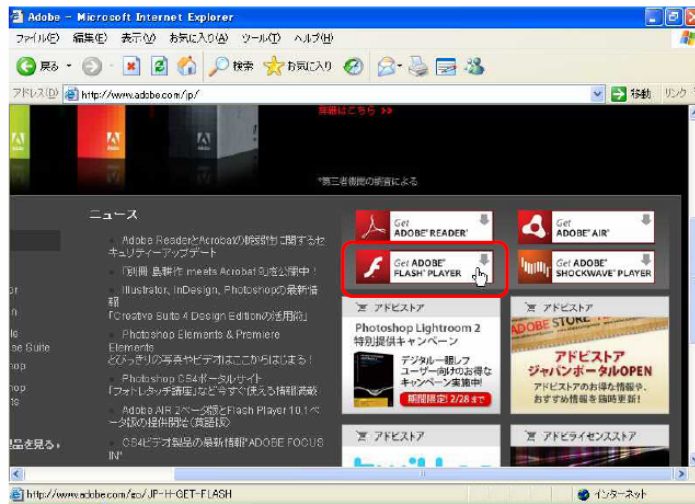 Adobe - Microsoft Internet Explorer
ファイル(F) 編集(E) 表示(V) お気に入り(A) ツール(T) ヘルプ(H)
戻る 検索 お気に入り
アドレス(D) http://www.adobe.com/jp/ 移動 リンク
詳細はこちら >>
*第三者機関の調査による
ニュース
Adobe ReaderとAcrobatの脆弱性に関するセ
キュリティーアップデート
「別冊 島耕作 meets Acrobat 9」を公開中！
Illustrator, InDesign, Photoshopの最新情
報
「Creative Suite 4 Design Editionの活用術」
Photoshop Elements & Premiere
Elements
とびっきりの写真やビデオはここからはじまる！
Photoshop CS4ポータルサイト
「フォトレタッチ講座」など今すぐ使える情報満載
Adobe AIR 2ベータ版とFlash Player 10.1ベ
ータ版の提供開始(英語版)
CS4ビデオ製品の最新情報"ADOBE FOCUS
IN"
se Suite
製品を見る
Get ADOBE® READER®
Get ADOBE® AIR®
Get ADOBE® FLASH® PLAYER
Get ADOBE® SHOCKWAVE® PLAYER
アドビストア
Photoshop Lightroom 2
特別提供キャンペーン
デジタル一眼レフ
ユーザー向けのお得な
キャンペーン実施中!
期間限定! 2/28まで
アドビストア
ADOBE STORE
アドビストア
ジャパンポータルOPEN
アドビストアのお得な情報や、
おすすめ情報を随時更新!
アドビストア
アドビライセンスストア
http://www.adobe.com/go/JP-H-GET-FLASH インターネット